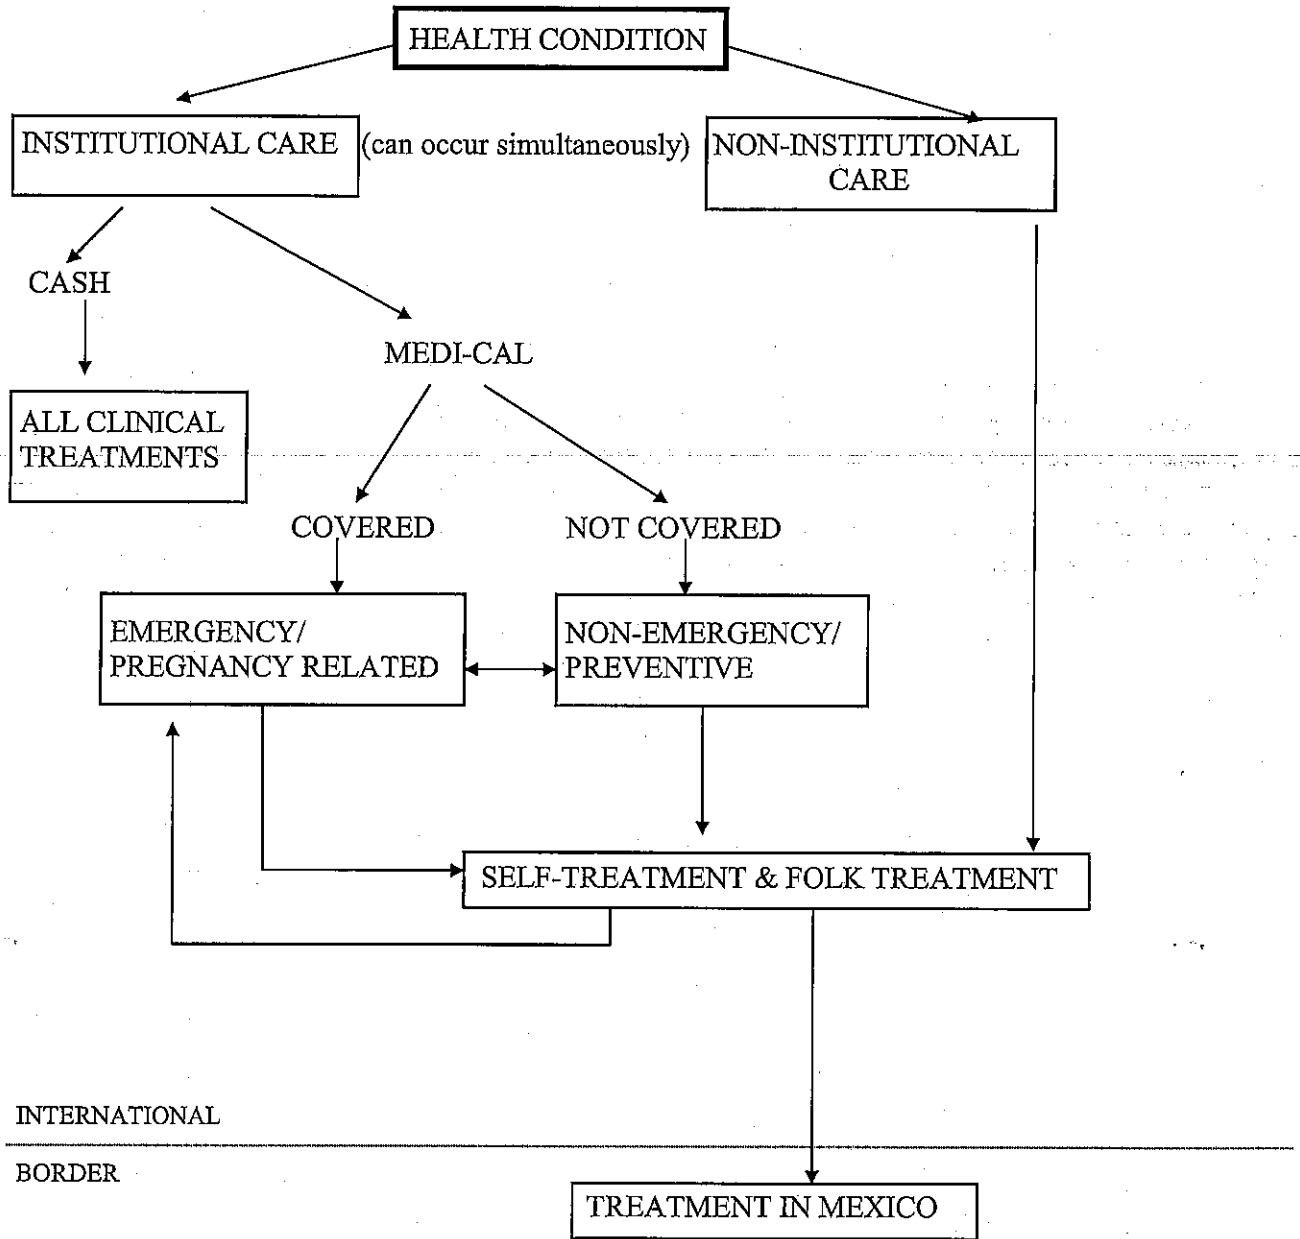 HEALTH CONDITION
INSTITUTIONAL CARE
(can occur simultaneously)
NON-INSTITUTIONAL
CARE
CASH
MEDI-CAL
ALL CLINICAL
TREATMENTS
COVERED
NOT COVERED
EMERGENCY/
PREGNANCY RELATED
NON-EMERGENCY/
PREVENTIVE
SELF-TREATMENT & FOLK TREATMENT
INTERNATIONAL
BORDER
TREATMENT IN MEXICO